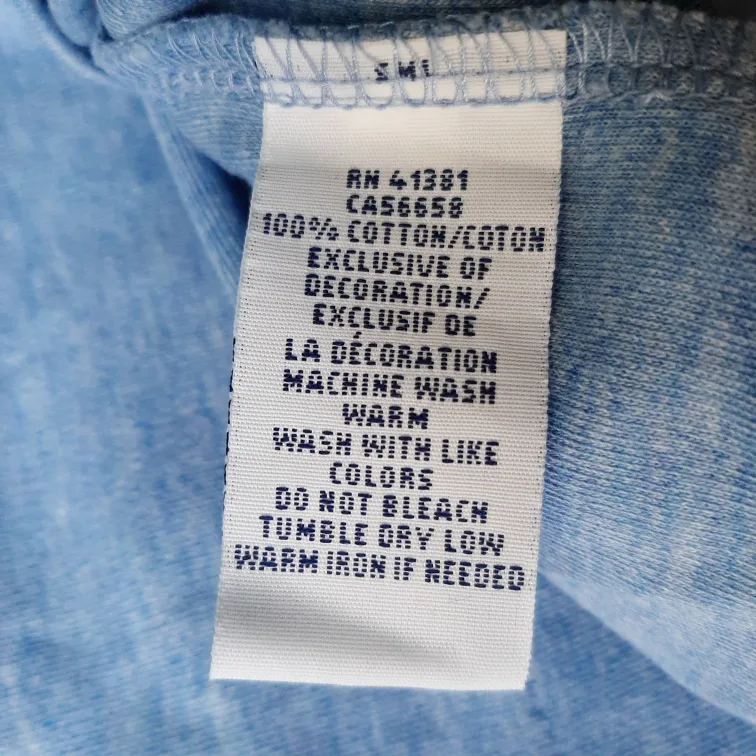 RN 41381
CA56658
100% COTTON/COTON
EXCLUSIVE OF
DECORATION/
EXÇLUSIF DE
LA DÉCORATION
MACHINE WASH
WARM
WASH WITH LIKE
COLORS
DO NOT BLEACH
TUMBLE DRY LOW
WARM IRON IF NEEDED